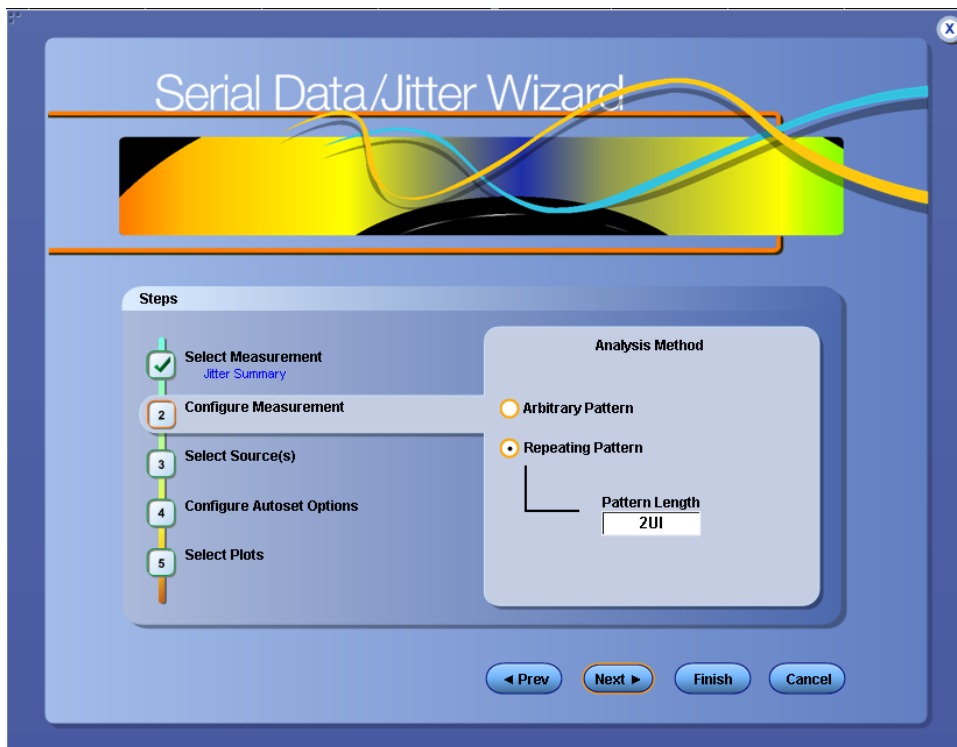 X
Serial Data/Jitter Wizard
Steps
Select Measurement
Jitter Summary
2 Configure Measurement
3 Select Source(s)
4 Configure Autoset Options
5 Select Plots
Analysis Method
Arbitrary Pattern
Repeating Pattern
Pattern Length
2UI
◄ Prev
Next ►
Finish
Cancel